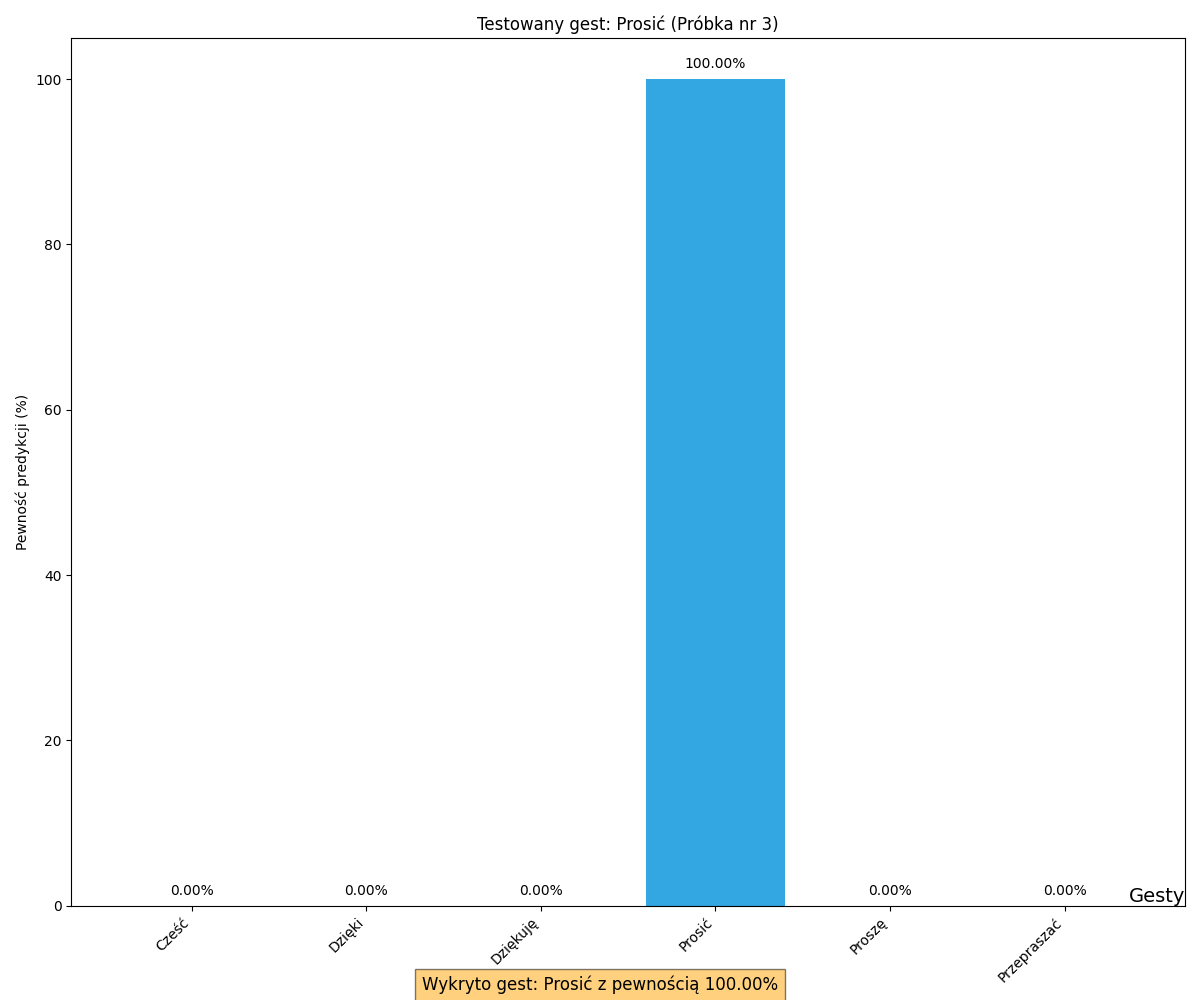 Testowany gest: Prosić (Próbka nr 3)
100.00%
100
80
60
40
20
0
Pewność predykcji (%)
0.00%
0.00%
0.00%
0.00%
0.00%
Gesty
Cześć
Dzięki
Dziękuję
Prosić
Proszę
Przepraszać
Wykryto gest: Prosić z pewnością 100.00%